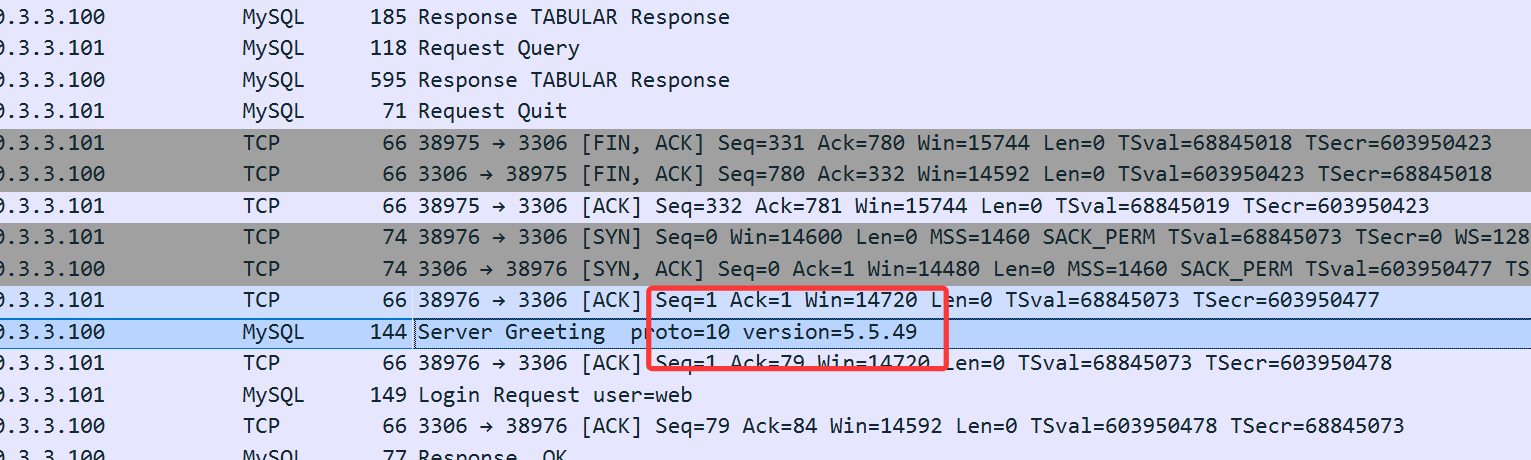 0.3.3.100 MySQL 185 Response TABULAR Response
0.3.3.101 MySQL 118 Request Query
0.3.3.100 MySQL 595 Response TABULAR Response
0.3.3.101 MySQL 71 Request Quit
0.3.3.101 TCP 66 38975 → 3306 [FIN, ACK] Seq=331 Ack=780 Win=15744 Len=0 TSval=68845018 TSecr=603950423
0.3.3.100 TCP 66 3306 → 38975 [FIN, ACK] Seq=780 Ack=332 Win=14592 Len=0 TSval=603950423 TSecr=68845018
0.3.3.101 TCP 66 38975 → 3306 [ACK] Seq=332 Ack=781 Win=15744 Len=0 TSval=68845019 TSecr=603950423
0.3.3.101 TCP 74 38976 → 3306 [SYN] Seq=0 Win=14600 Len=0 MSS=1460 SACK_PERM TSval=68845073 TSecr=0 WS=128
0.3.3.100 TCP 74 3306 → 38976 [SYN, ACK] Seq=0 Ack=1 Win=14480 Len=0 MSS=1460 SACK_PERM TSval=603950477 TS
0.3.3.101 TCP 66 38976 → 3306 [ACK] Seq=1 Ack=1 Win=14720 Len=0 TSval=68845073 TSecr=603950477
0.3.3.100 MySQL 144 Server Greeting proto=10 version=5.5.49
0.3.3.101 TCP 66 38976 → 3306 [ACK] Seq=1 Ack=79 Win=14720 Len=0 TSval=68845073 TSecr=603950478
0.3.3.101 MySQL 149 Login Request user=web
0.3.3.100 TCP 66 3306 → 38976 [ACK] Seq=79 Ack=84 Win=14592 Len=0 TSval=603950478 TSecr=68845073
0.3.3.100 MySQL 77 Response OK